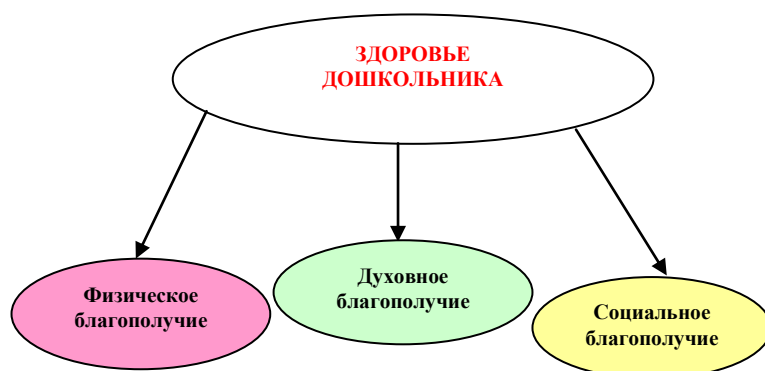 ЗДОРОВЬЕ
ДОШКОЛЬНИКА
Физическое
благополучие
Духовное
благополучие
Социальное
благополучие